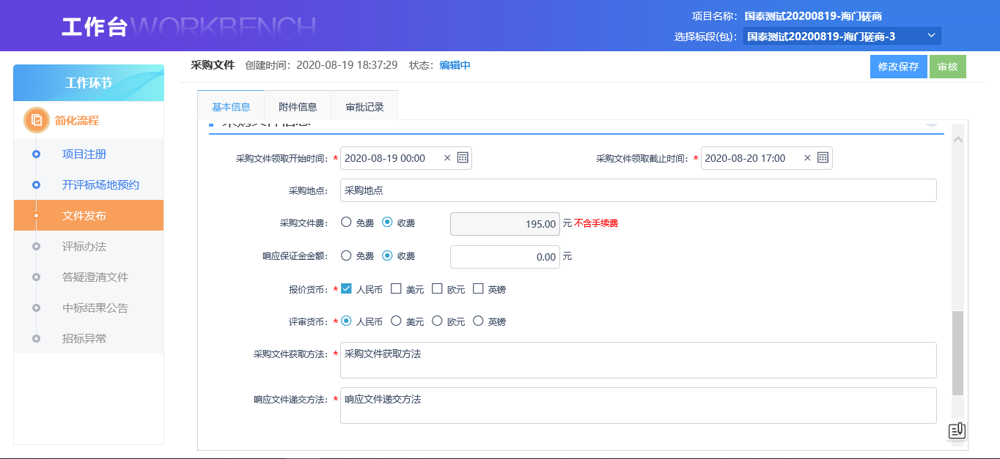 工作台WORKBENCH
项目名称： 国泰测试20200819-海门磋商
选择标段(包)： 国泰测试20200819-海门磋商-3
工作环节
简化流程
项目注册
开评标场地预约
文件发布
评标办法
答疑澄清文件
中标结果公告
招标异常
采购文件 创建时间： 2020-08-19 18:37:29 状态： 编辑中
修改保存 审核
基本信息 附件信息 审批记录
采购文件信息
采购文件领取开始时间： * 2020-08-19 00:00 × 采购文件领取截止时间： * 2020-08-20 17:00 ×
采购地点： 采购地点
采购文件费： 免费 收费 195.00 元 不含手续费
响应保证金金额： 免费 收费 0.00 元
报价货币： * 人民币 美元 欧元 英镑
评审货币： * 人民币 美元 欧元 英镑
采购文件获取方法： * 采购文件获取方法
响应文件递交方法： * 响应文件递交方法